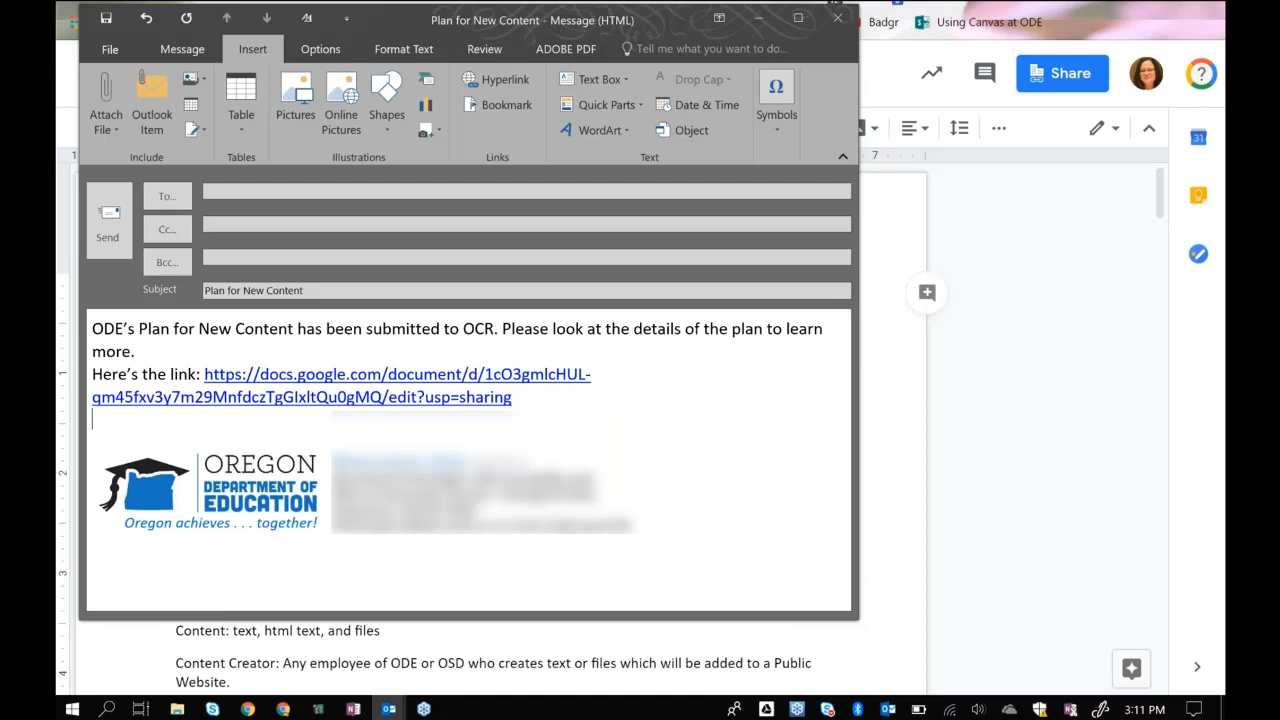 Plan for New Content - Message (HTML)
Badgr
Using Canvas at ODE
File Message Insert Options Format Text Review ADOBE PDF Tell me what you want to do...
Share
Hyperlink
Text Box
Drop Cap
Bookmark
Quick Parts
Date & Time
WordArt
Object
Attach File
Outlook Item
Table
Pictures
Online Pictures
Shapes
Symbols
Include Tables Illustrations Links Text
7
31
To...
Send
Cc...
Bcc...
Subject
Plan for New Content
ODE’s Plan for New Content has been submitted to OCR. Please look at the details of the plan to learn
more.
Here’s the link: https://docs.google.com/document/d/1cO3gmlcHUL-
qm45fxv3y7m29MnfdczTgGIxltQu0gMQ/edit?usp=sharing
OREGON
DEPARTMENT OF
EDUCATION
Oregon achieves . . . together!
1
2
3
4
Content: text, html text, and files
Content Creator: Any employee of ODE or OSD who creates text or files which will be added to a Public
Website.
3:11 PM